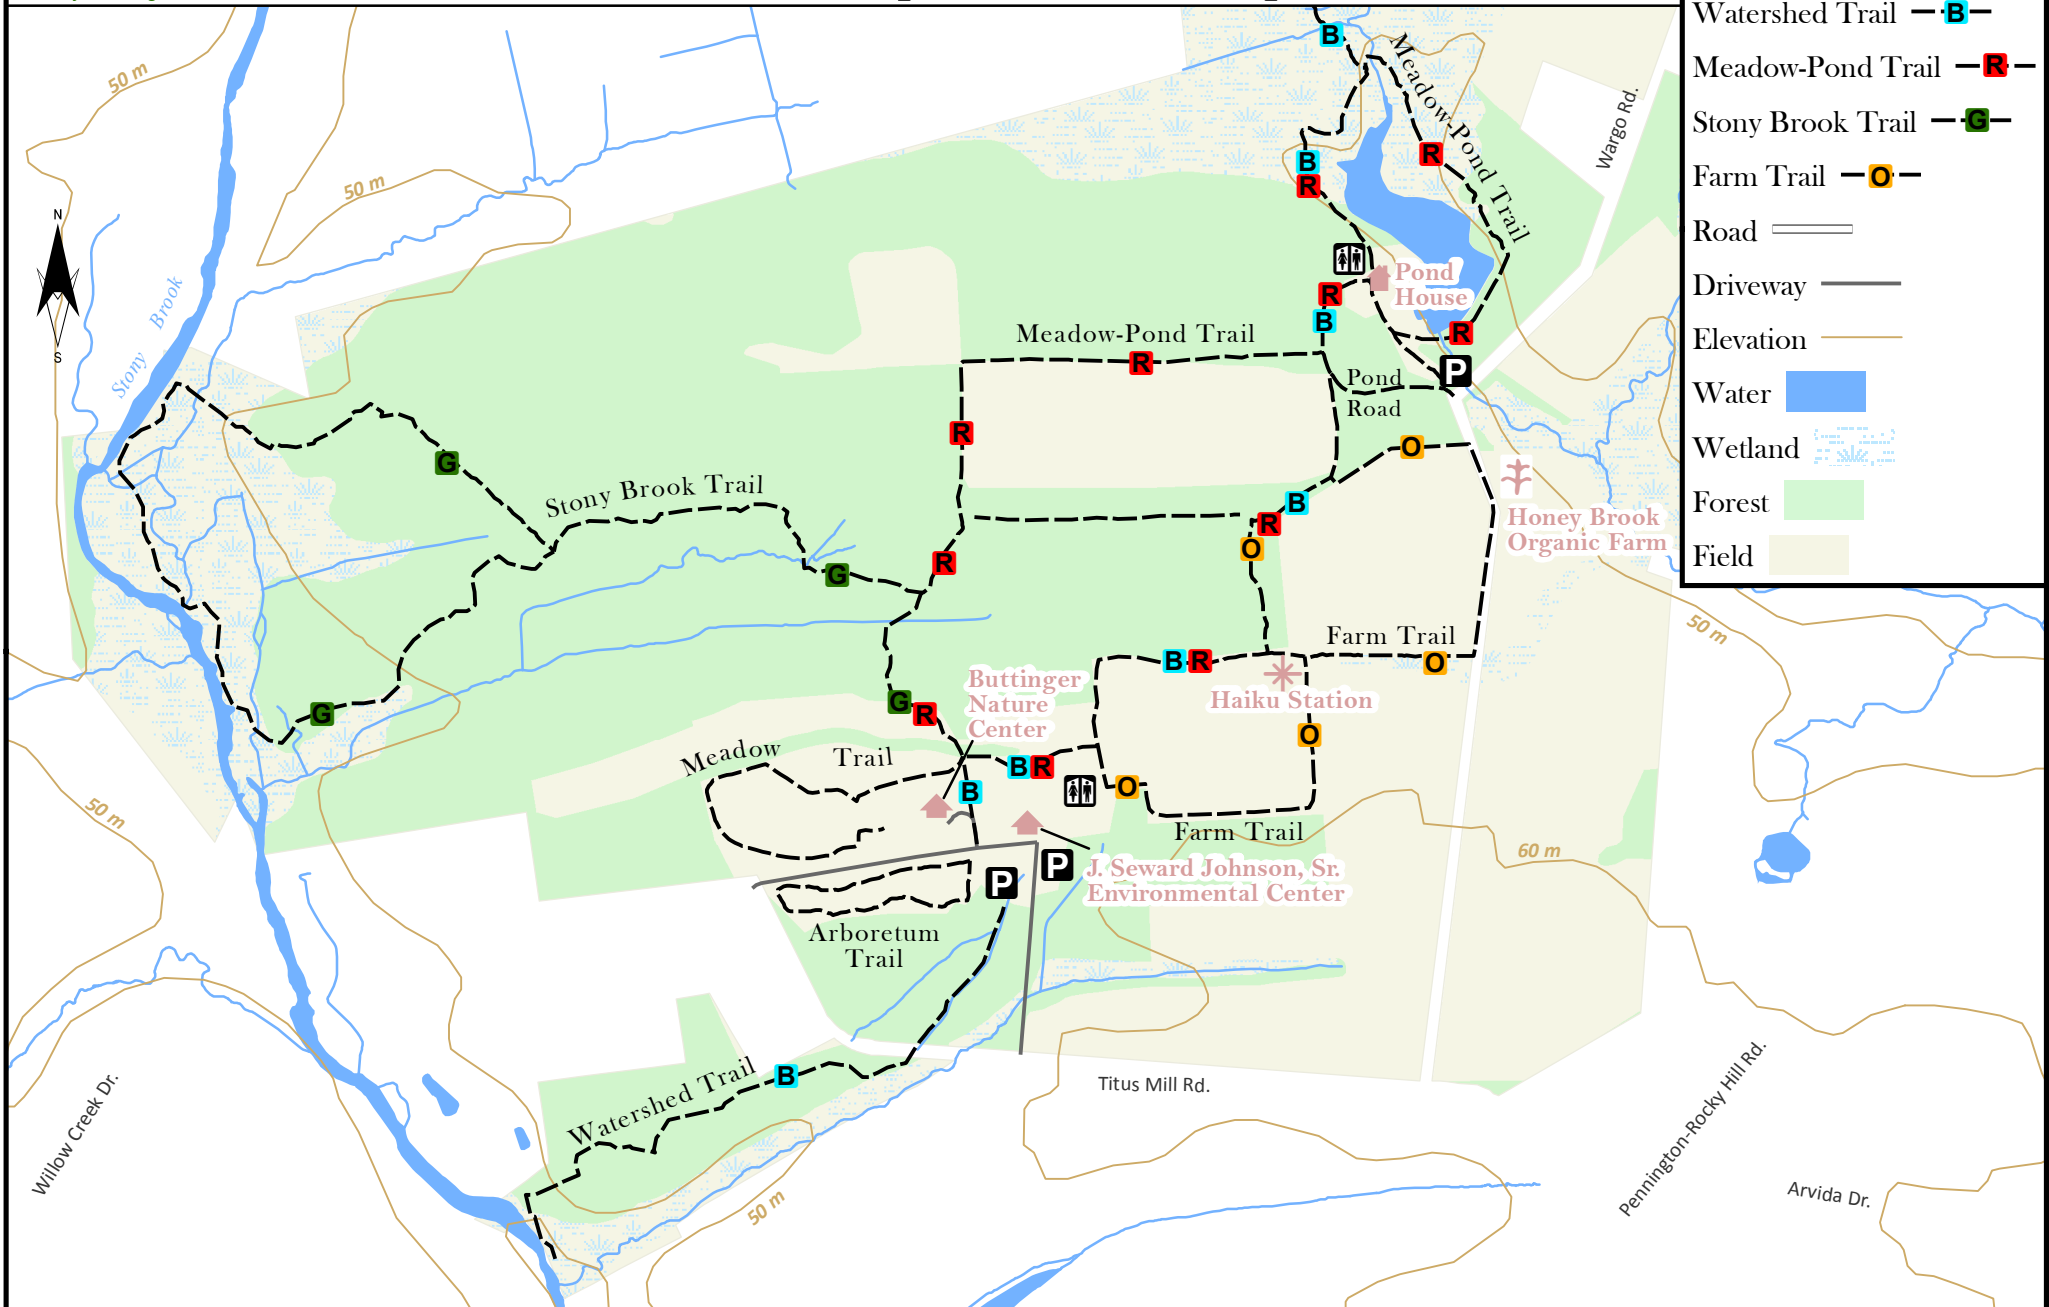 Watershed Trail B
Meadow-Pond Trail R
Stony Brook Trail G
Farm Trail O
Road
Driveway
Elevation
Water
Wetland
Forest
Field
N
S
50 m
50 m
Stony Brook
B
Meadow-Pond Trail
R
Wargo Rd.
B
R
Pond
House
R
B
R
P
Meadow-Pond Trail
R
Pond
Road
R
O
G
Stony Brook Trail
B
R
O
Honey Brook
Organic Farm
R
G
Farm Trail
O
50 m
B R
Haiku Station
O
Buttinger
Nature
Center
G
R
G
Meadow Trail
B R
B
O
Farm Trail
50 m
60 m
P
P
J. Seward Johnson, Sr.
Environmental Center
Arboretum
Trail
Watershed Trail
B
Titus Mill Rd.
Willow Creek Dr.
Pennington-Rocky Hill Rd.
Arvida Dr.
50 m